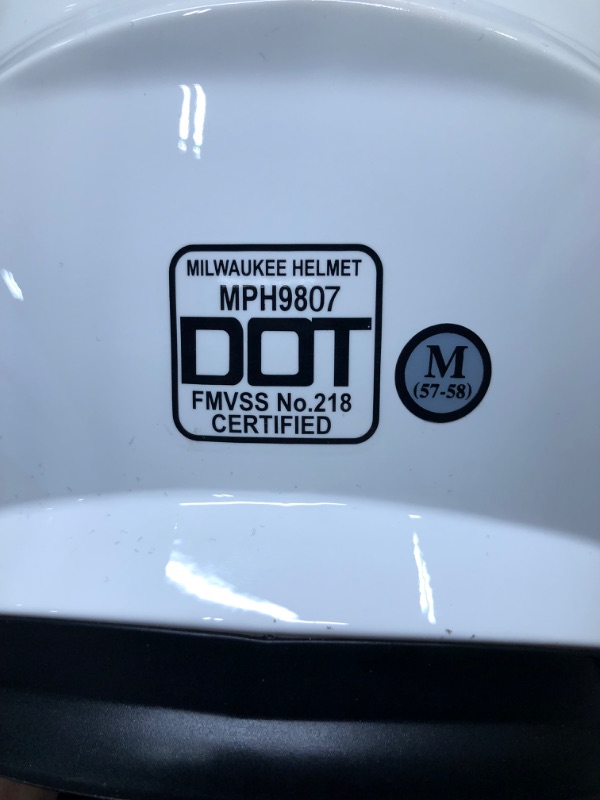 MILWAUKEE HELMET
MPH9807
DOT
FMVSS No.218
CERTIFIED
M
(57-58)